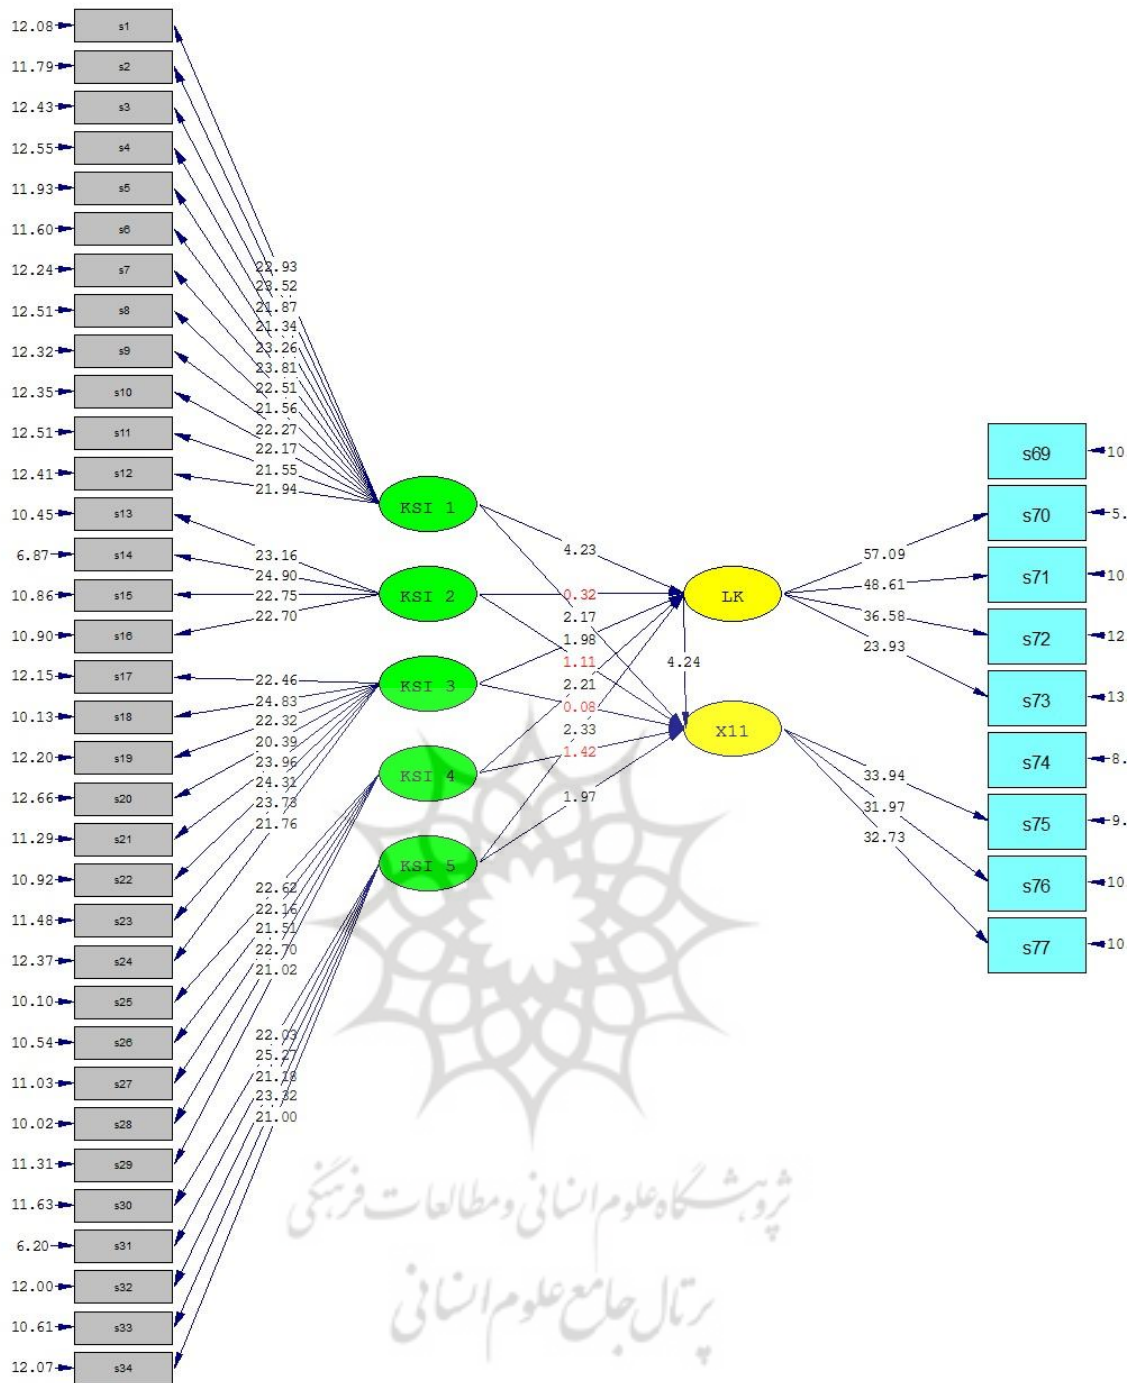 12.08 s1
11.79 s2
12.43 s3
12.55 s4
11.93 s5
11.60 s6
12.24 s7
12.51 s8
12.32 s9
12.35 s10
12.51 s11
12.41 s12
10.45 s13
6.87 s14
10.86 s15
10.90 s16
12.15 s17
10.13 s18
12.20 s19
12.66 s20
11.29 s21
10.92 s22
11.48 s23
12.37 s24
10.10 s25
10.54 s26
11.03 s27
10.02 s28
11.31 s29
11.63 s30
6.20 s31
12.00 s32
10.61 s33
12.07 s34
22.93
23.52
21.87
21.34
23.26
23.81
22.51
21.56
22.27
22.17
21.55
21.94
23.16
24.90
22.75
22.70
22.46
24.83
22.32
20.39
23.96
24.31
23.73
21.76
22.62
22.16
21.51
22.70
21.02
22.03
25.27
21.18
23.32
21.00
KSI 1
KSI 2
KSI 3
KSI 4
KSI 5
4.23
0.32
2.17
1.98
1.11
2.21
0.08
2.33
1.42
1.97
LK
4.24
X11
57.09
48.61
36.58
23.93
33.94
31.97
32.73
s69 10
s70 5.
s71 10
s72 12
s73 13
s74 8.
s75 9.
s76 10
s77 10
پژوهشگاه علوم انسانی و مطالعات فرهنگی
پرتال جامع علوم انسانی